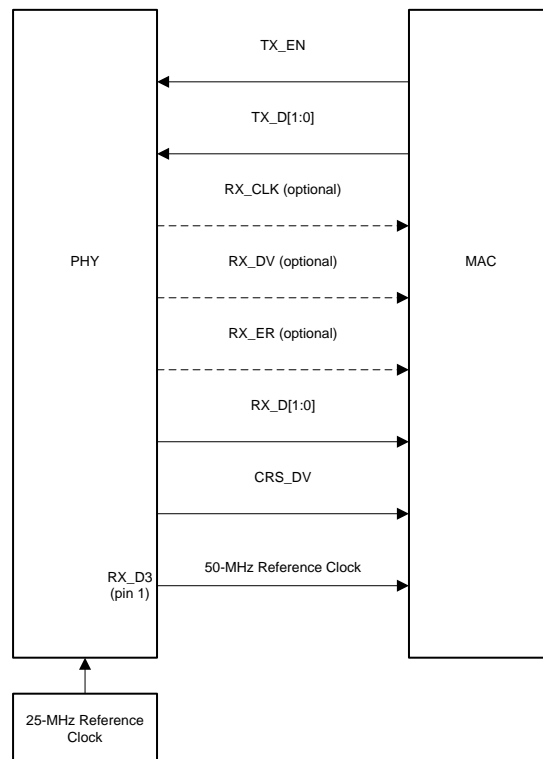 TX_EN
TX_D[1:0]
RX_CLK (optional)
PHY
RX_DV (optional)
MAC
RX_ER (optional)
RX_D[1:0]
CRS_DV
RX_D3
(pin 1)
50-MHz Reference Clock
25-MHz Reference
Clock